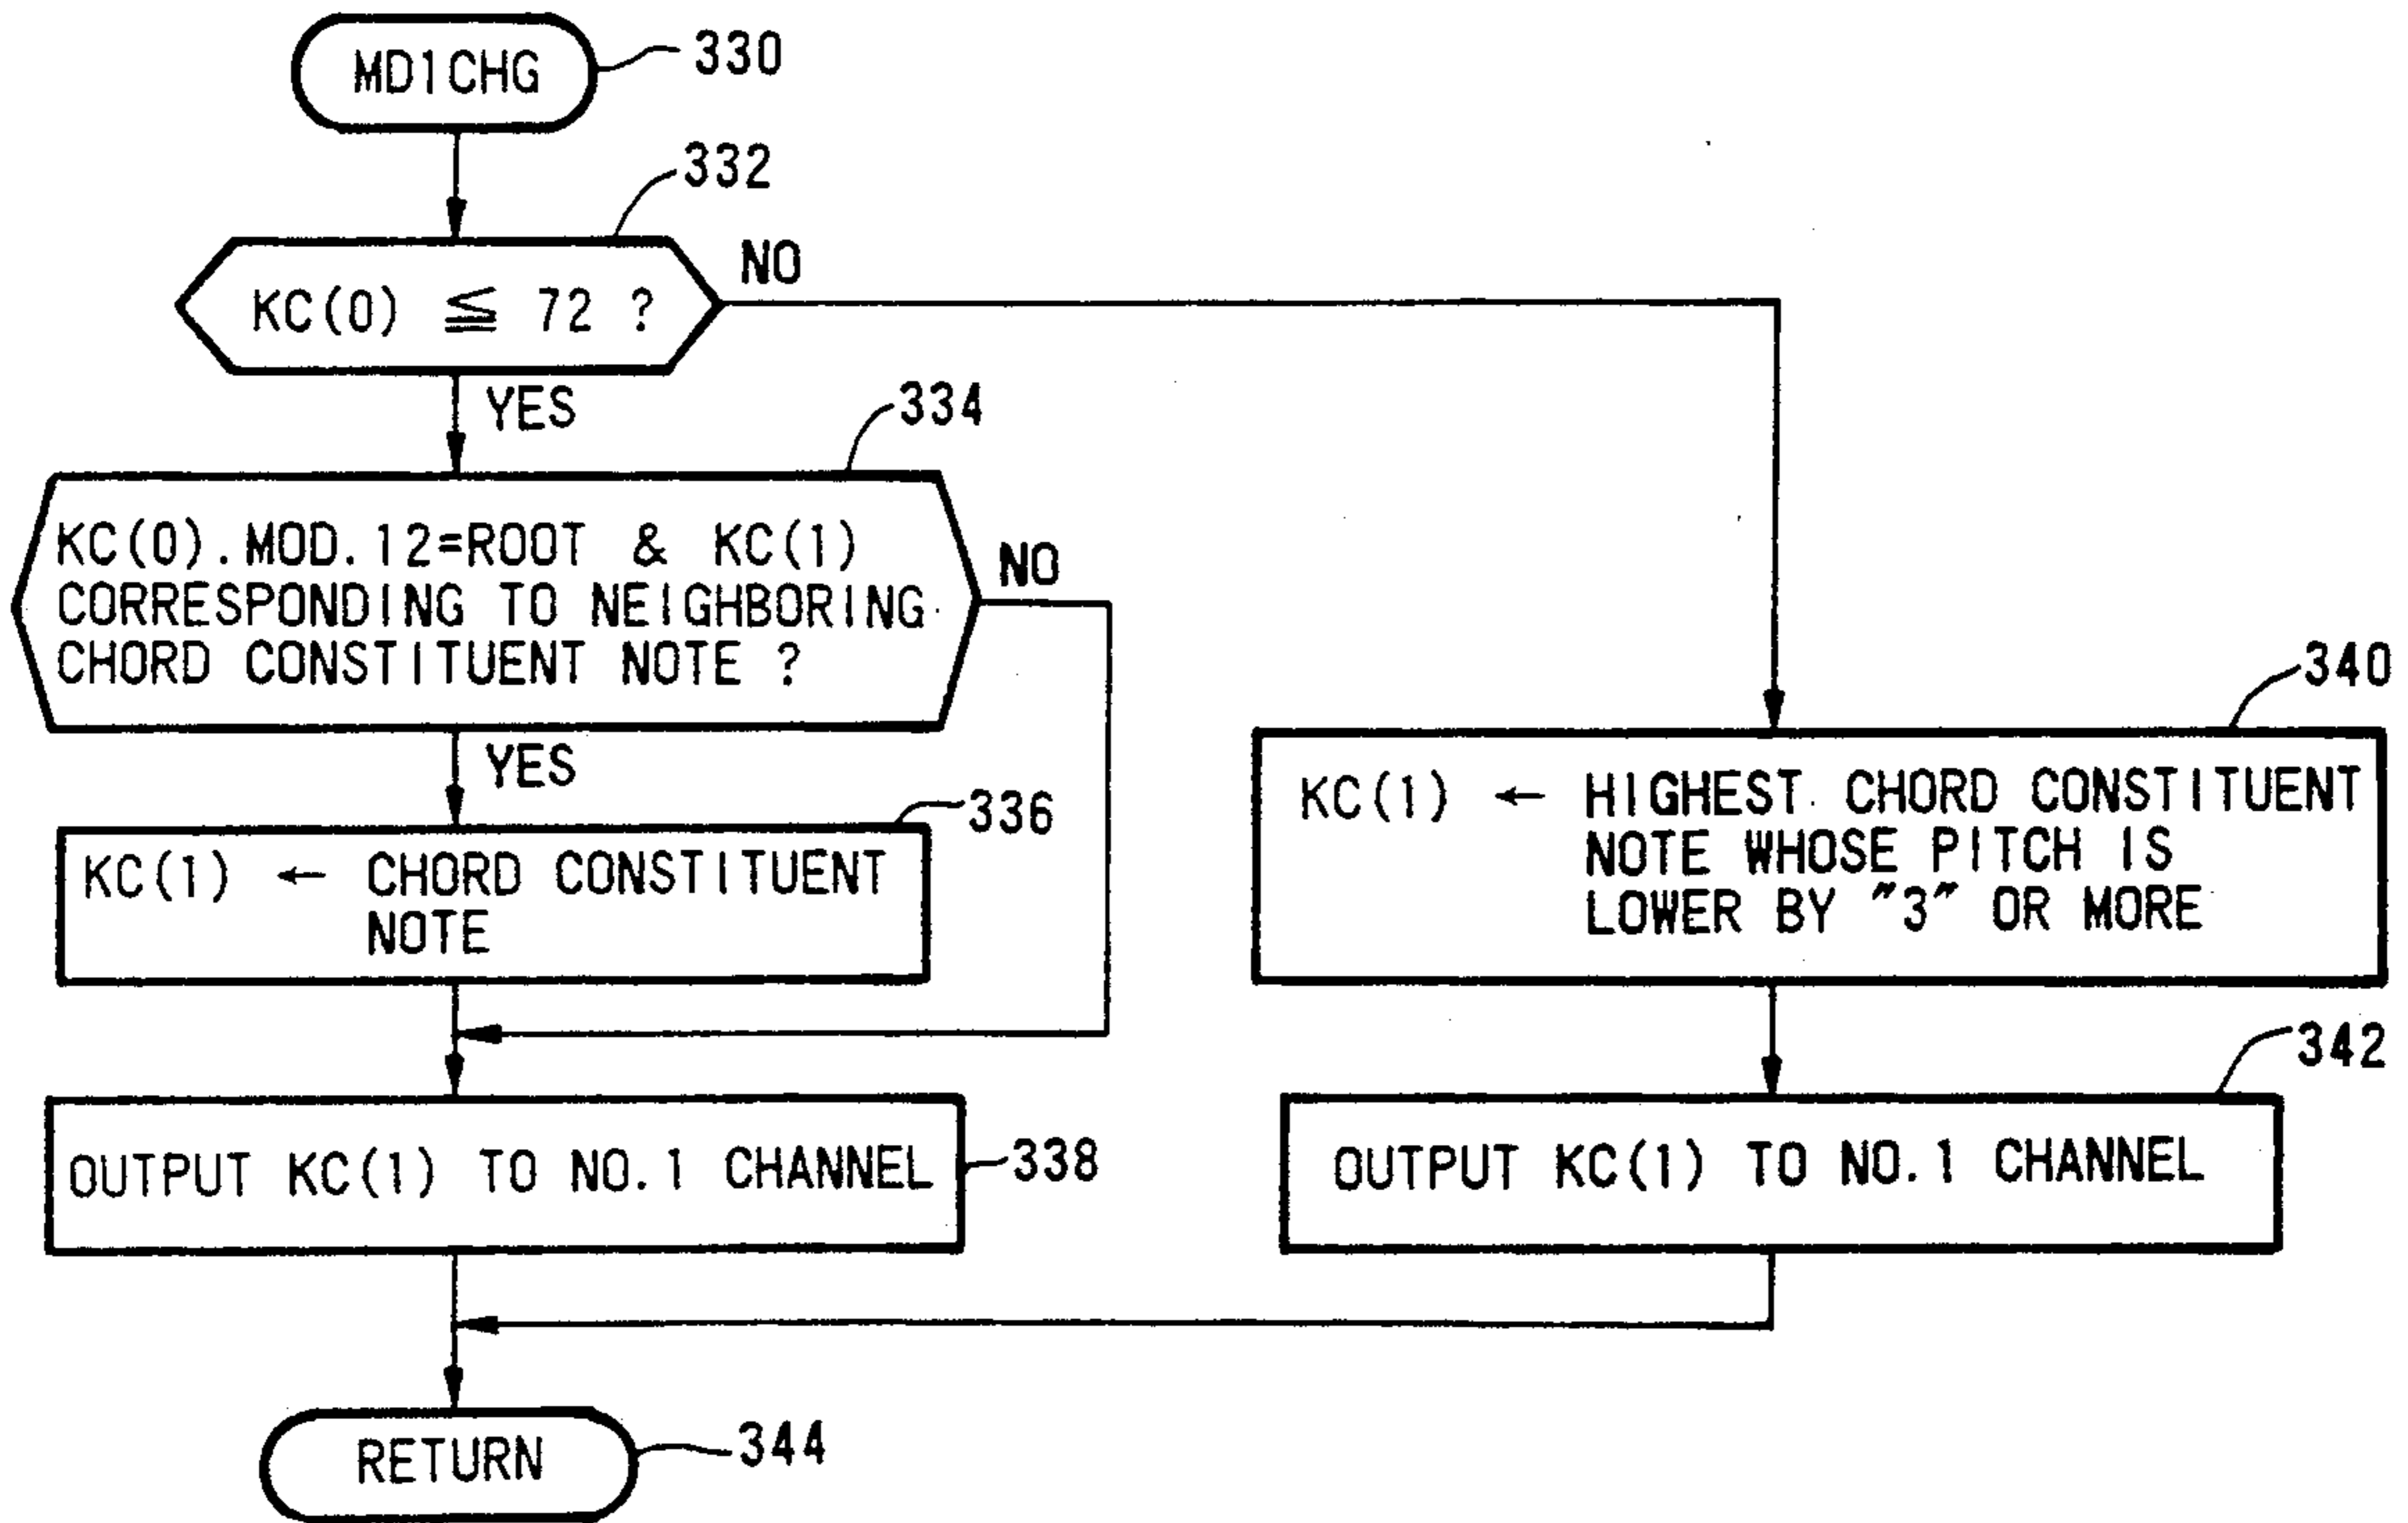 MD1CHG
330
332
KC(0) ≦ 72 ?
NO
YES
334
KC(0).MOD.12=ROOT & KC(1)
CORRESPONDING TO NEIGHBORING
CHORD CONSTITUENT NOTE ?
NO
YES
336
KC(1) ← CHORD CONSTITUENT
NOTE
340
KC(1) ← HIGHEST CHORD CONSTITUENT
NOTE WHOSE PITCH IS
LOWER BY "3" OR MORE
OUTPUT KC(1) TO NO.1 CHANNEL
338
342
OUTPUT KC(1) TO NO.1 CHANNEL
RETURN
344